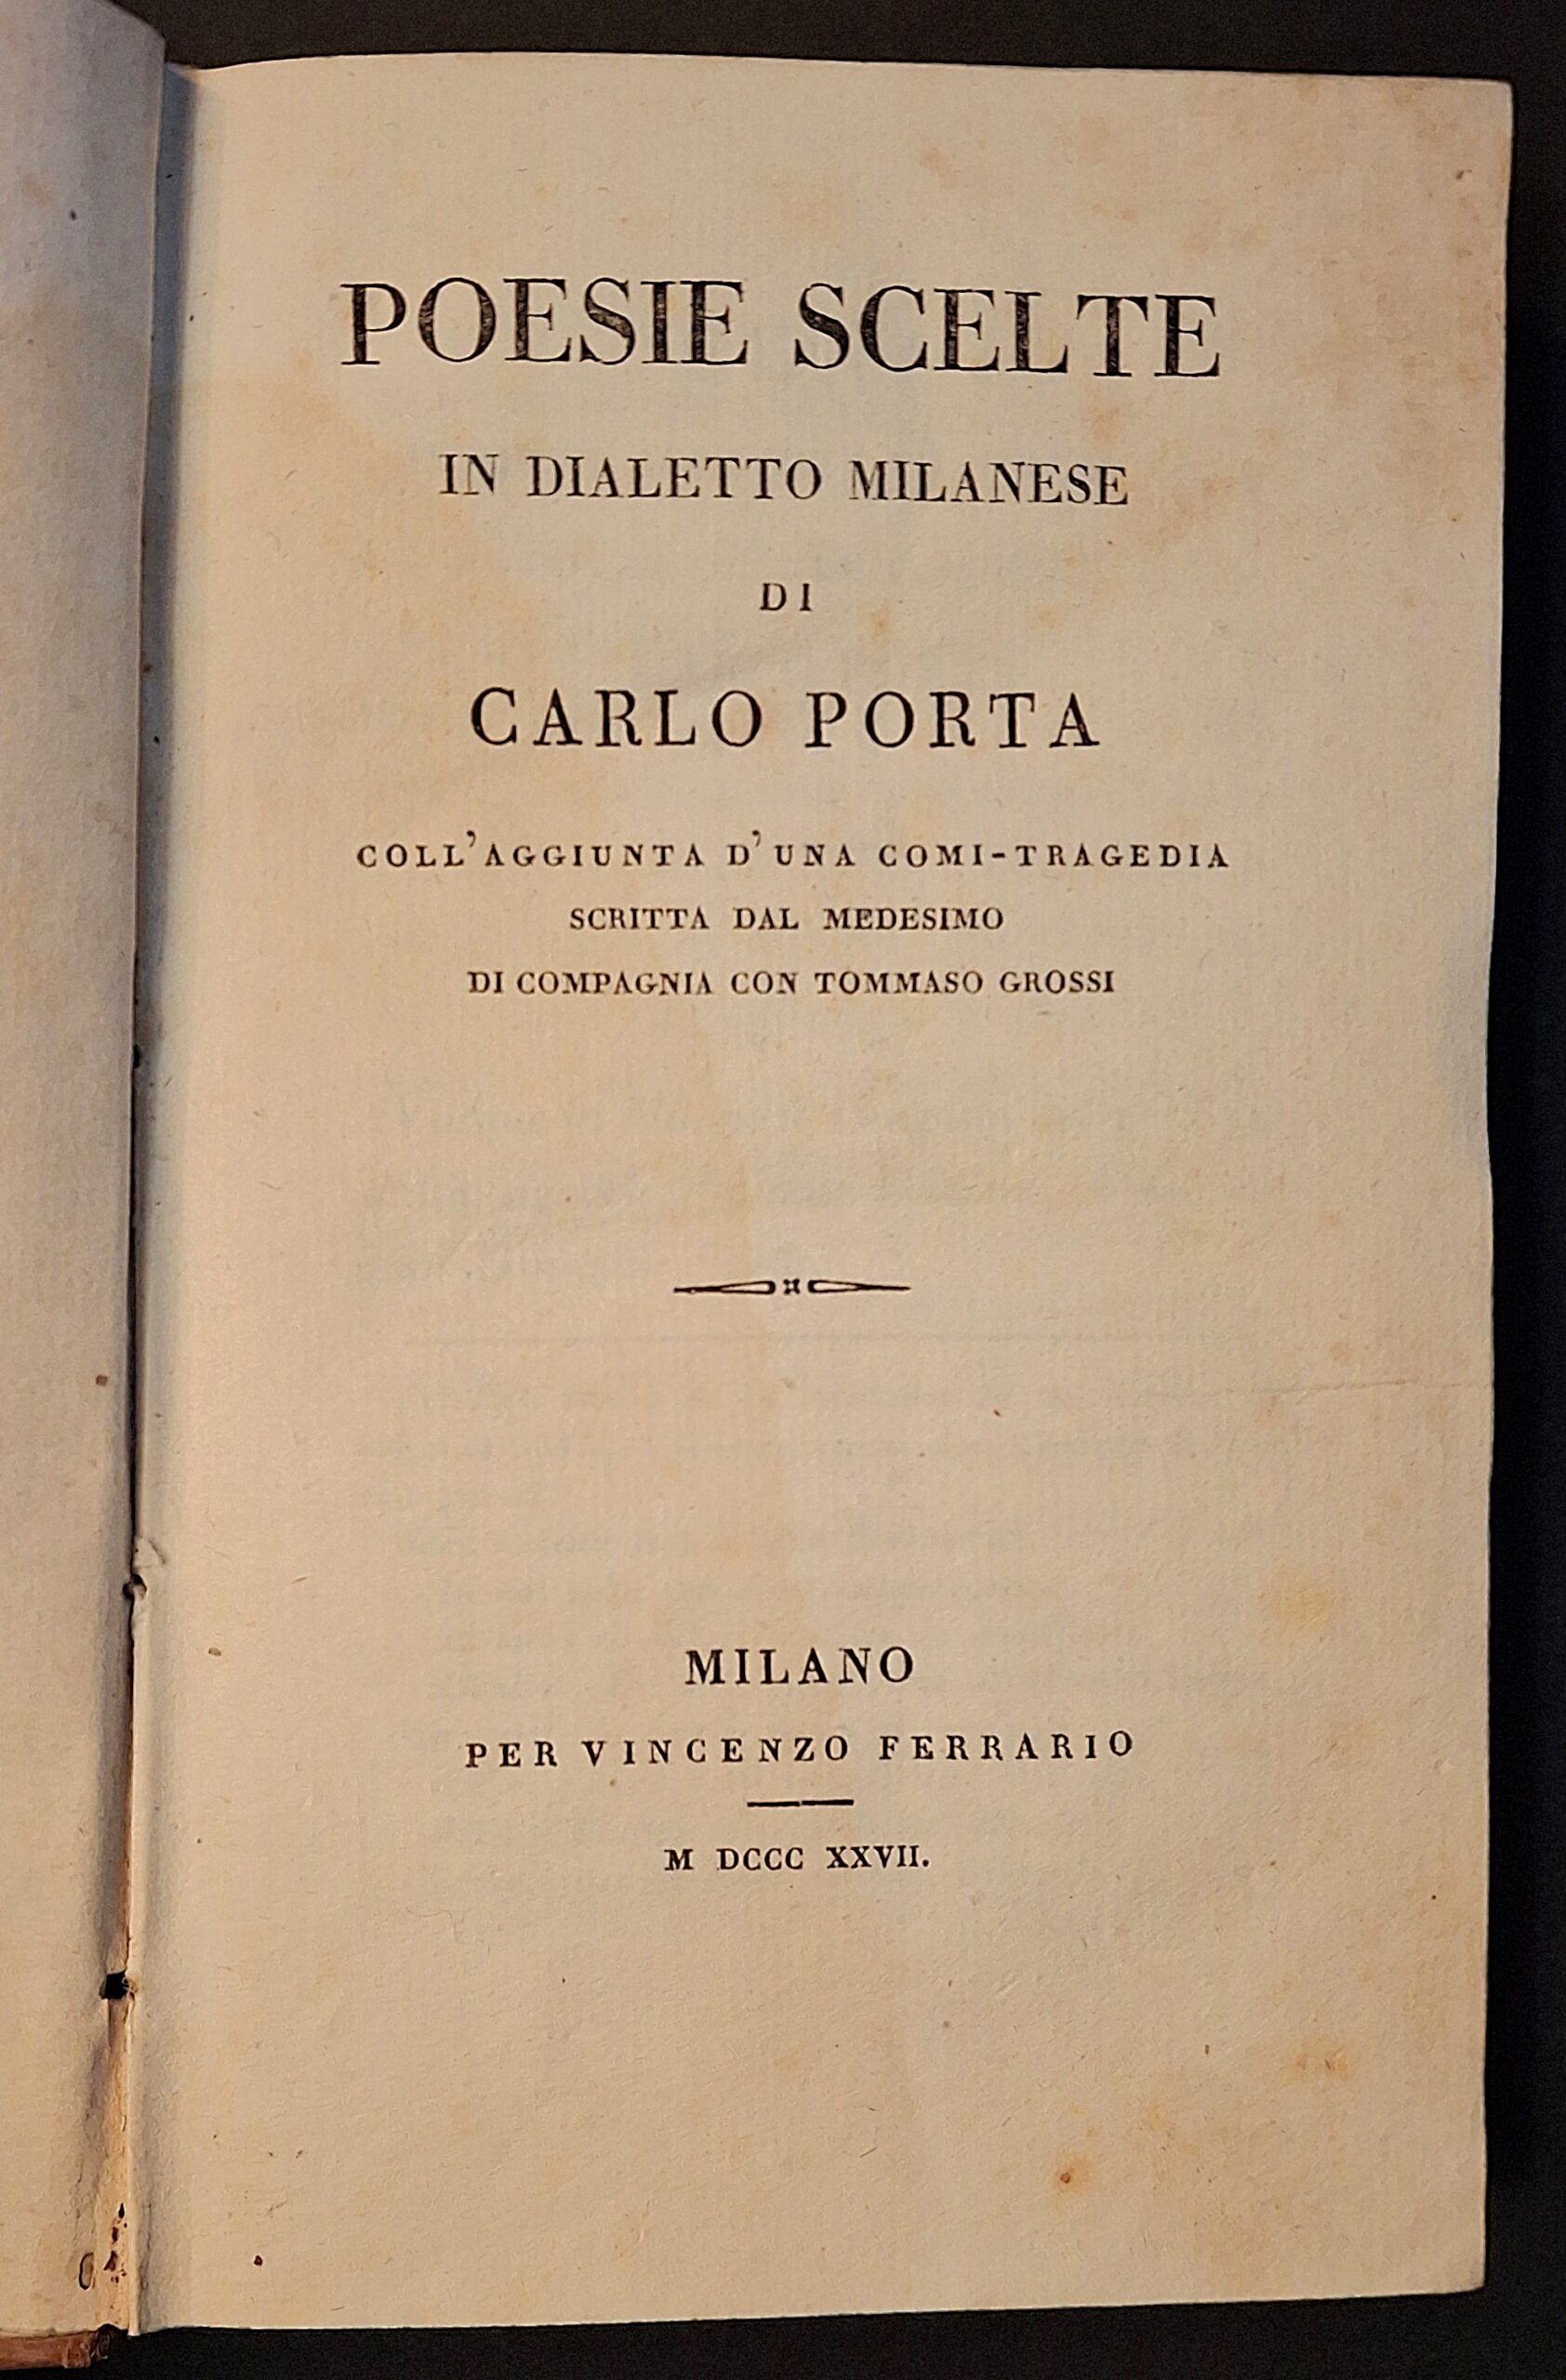 POESIE SCELTE
IN DIALETTO MILANESE
DI
CARLO PORTA
COLL'AGGIUNTA D'UNA COMI-TRAGEDIA
SCRITTA DAL MEDESIMO
DI COMPAGNIA CON TOMMASO GROSSI
MILANO
PER VINCENZO FERRARIO
M DCCC XXVII.